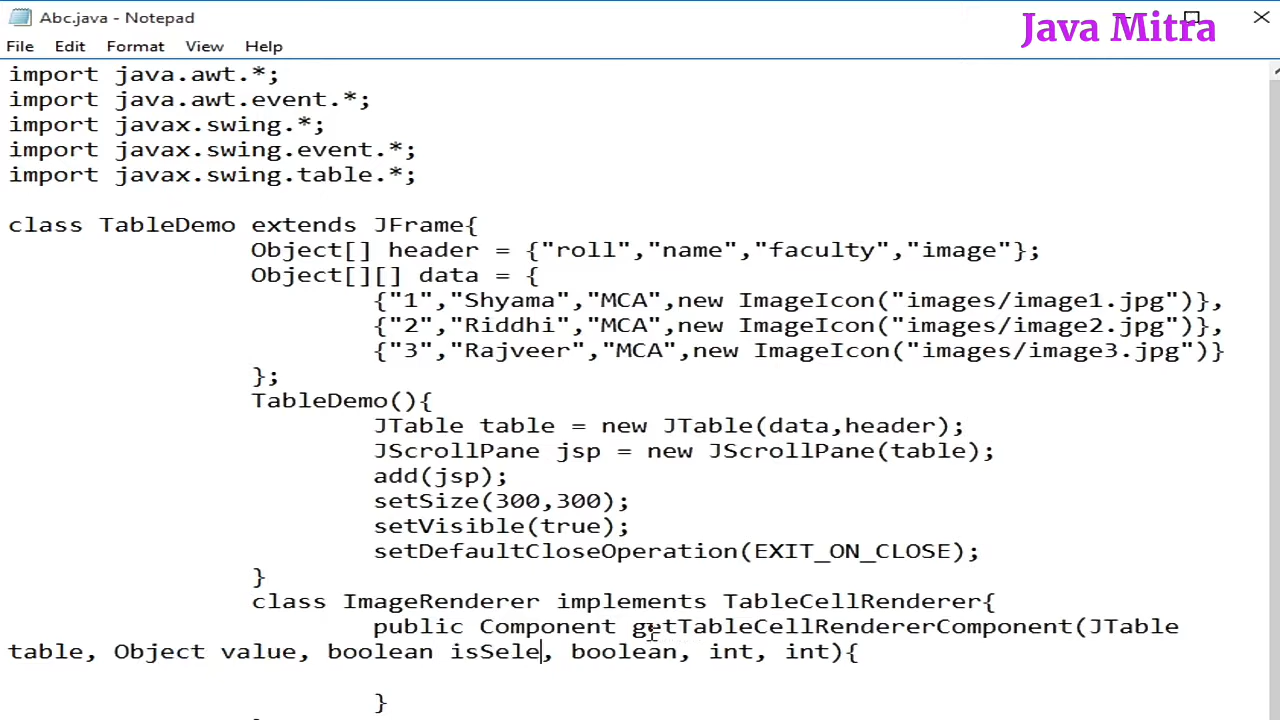 Abc.java - Notepad
Java Mitra
File Edit Format View Help
import java.awt.*;
import java.awt.event.*;
import javax.swing.*;
import javax.swing.event.*;
import javax.swing.table.*;
class TableDemo extends JFrame{
Object[] header = {"roll","name","faculty","image"};
Object[][] data = {
{"1","Shyama","MCA",new ImageIcon("images/image1.jpg")},
{"2","Riddhi","MCA",new ImageIcon("images/image2.jpg")},
{"3","Rajveer","MCA",new ImageIcon("images/image3.jpg")}
};
TableDemo(){
JTable table = new JTable(data,header);
JScrollPane jsp = new JScrollPane(table);
add(jsp);
setSize(300,300);
setVisible(true);
setDefaultCloseOperation(EXIT_ON_CLOSE);
}
class ImageRenderer implements TableCellRenderer{
public Component getTableCellRendererComponent(JTable
table, Object value, boolean isSele, boolean, int, int){
}